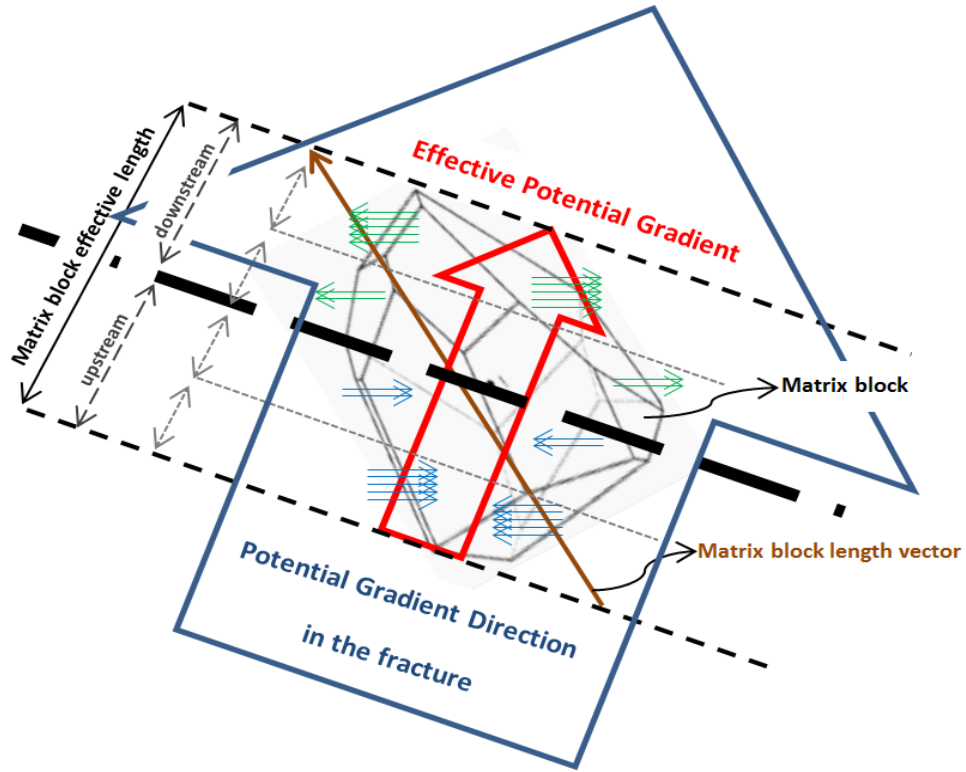 Matrix block effective length
downstream
upstream
Effective Potential Gradient
Matrix block
Matrix block length vector
Potential Gradient Direction
in the fracture